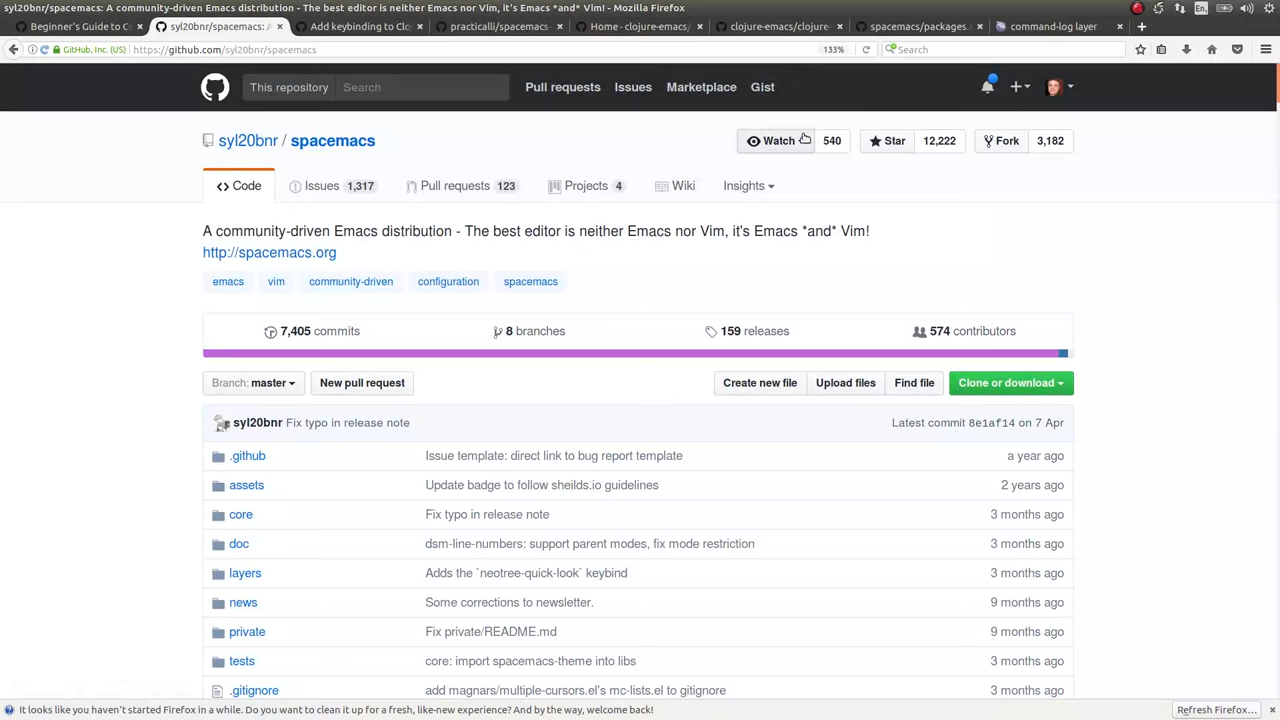 syl20bnr/spacemacs: A community-driven Emacs distribution - The best editor is neither Emacs nor Vim, it's Emacs *and* Vim! - Mozilla Firefox
En
Beginner's Guide to C
syl20bnr/spacemacs: A
Add keybinding to Clo
practicalli/spacemacs-
Home · clojure-emacs/
clojure-emacs/clojure-
spacemacs/packages.
command-log layer
GitHub, Inc. (US)
https://github.com/syl20bnr/spacemacs
133%
Search
This repository
Search
Pull requests
Issues
Marketplace
Gist
syl20bnr / spacemacs
Watch
540
Star
12,222
Fork
3,182
Code
Issues 1,317
Pull requests 123
Projects 4
Wiki
Insights
A community-driven Emacs distribution - The best editor is neither Emacs nor Vim, it's Emacs *and* Vim!
http://spacemacs.org
emacs
vim
community-driven
configuration
spacemacs
7,405 commits
8 branches
159 releases
574 contributors
Branch: master
New pull request
Create new file
Upload files
Find file
Clone or download
syl20bnr Fix typo in release note
Latest commit 8e1af14 on 7 Apr
.github
Issue template: direct link to bug report template
a year ago
assets
Update badge to follow sheilds.io guidelines
2 years ago
core
Fix typo in release note
3 months ago
doc
dsm-line-numbers: support parent modes, fix mode restriction
3 months ago
layers
Adds the `neotree-quick-look` keybind
3 months ago
news
Some corrections to newsletter.
9 months ago
private
Fix private/README.md
9 months ago
tests
core: import spacemacs-theme into libs
3 months ago
.gitignore
add magnars/multiple-cursors.el's mc-lists.el to gitignore
3 months ago
It looks like you haven't started Firefox in a while. Do you want to clean it up for a fresh, like-new experience? And by the way, welcome back!
Refresh Firefox...